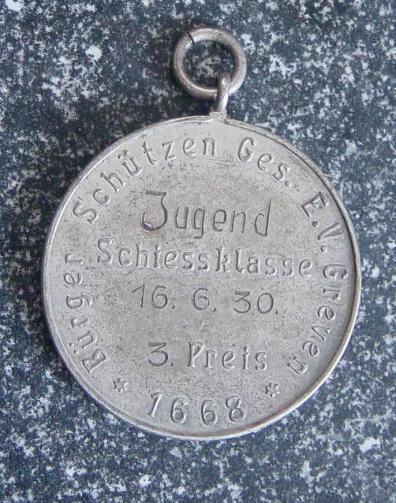 Bürger Schützen Ges. E.V. Greven
Jugend
Schiessklasse
16. 6. 30.
3. Preis
* 1668 *